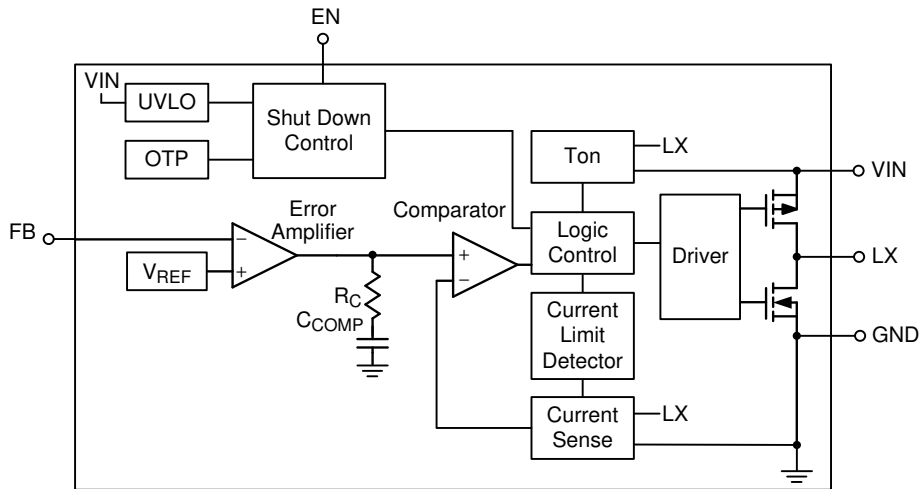 EN
VIN
UVLO
Shut Down
Control
OTP
Ton
LX
VIN
Error
Amplifier
Comparator
FB
−
+
VREF
+
−
Logic
Control
Driver
LX
RC
CCOMP
Current
Limit
Detector
GND
Current
Sense
LX